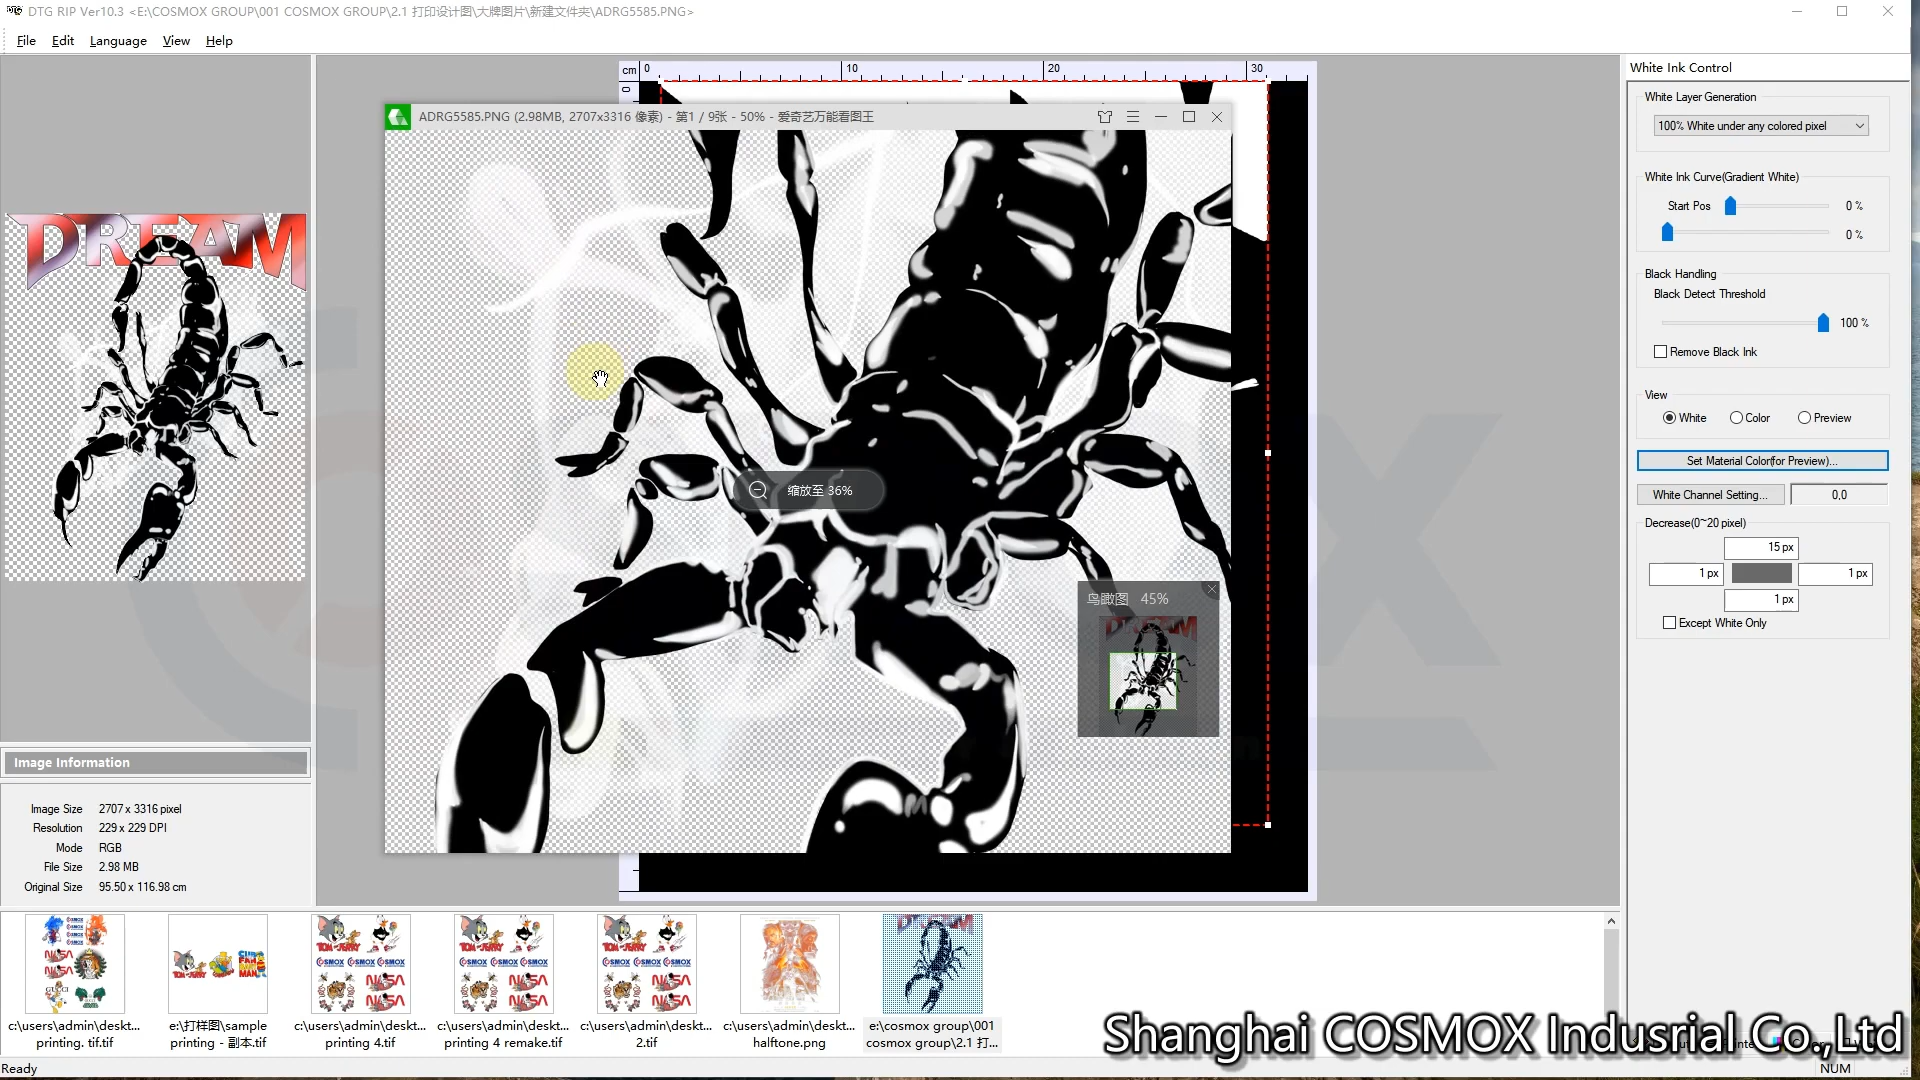 DTG RIP Ver10.3 <E:\COSMOX GROUP\001 COSMOX GROUP\2.1 打印设计图\大牌图片\新建文件夹\ADRG5585.PNG>
File Edit Language View Help
cm 0 10 20 30
0
ADRG5585.PNG (2.98MB, 2707x3316 像素) - 第1 / 9张 - 50% - 爱奇艺万能看图王
DREAM
缩放至 36%
鸟瞰图 45%
DREAM
White Ink Control
White Layer Generation
100% White under any colored pixel
White Ink Curve(Gradient White)
Start Pos 0 %
0 %
Black Handling
Black Detect Threshold
100 %
Remove Black Ink
View
White Color Preview
Set Material Color(for Preview)...
White Channel Setting... 0,0
Decrease(0~20 pixel)
15 px
1 px 1 px
1 px
Except White Only
Image Information
Image Size 2707 x 3316 pixel
Resolution 229 x 229 DPI
Mode RGB
File Size 2.98 MB
Original Size 95.50 x 116.98 cm
c:\users\admin\deskt...
printing. tif.tif
e:\打样图\sample
printing - 副本.tif
c:\users\admin\deskt...
printing 4.tif
c:\users\admin\deskt...
printing 4 remake.tif
c:\users\admin\deskt...
2.tif
c:\users\admin\deskt...
halftone.png
e:\cosmox group\001
cosmox group\2.1 打...
Shanghai COSMOX Indusrial Co.,Ltd
Ready
NUM